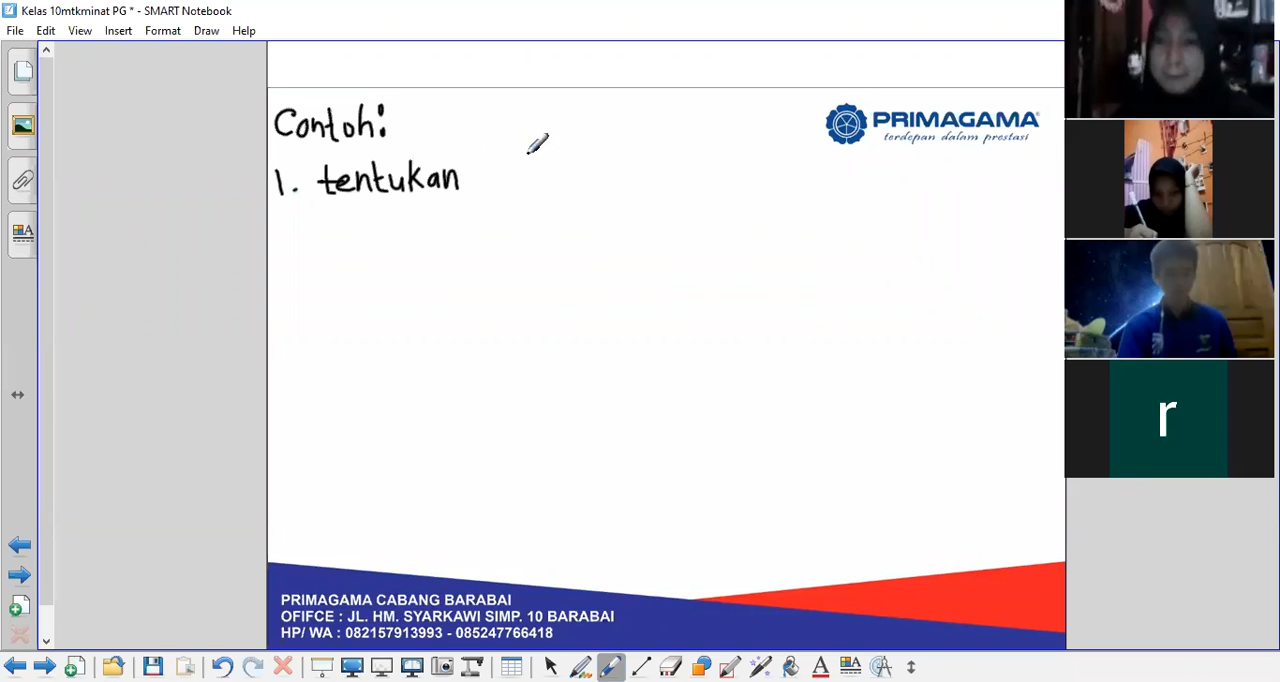 Kelas 10mtkminat PG * - SMART Notebook
File Edit View Insert Format Draw Help
Contoh:
PRIMAGAMA
terdepan dalam prestasi
1. tentukan
r
PRIMAGAMA CABANG BARABAI
OFIFCE : JL. HM. SYARKAWI SIMP. 10 BARABAI
HP/ WA : 082157913993 - 085247766418